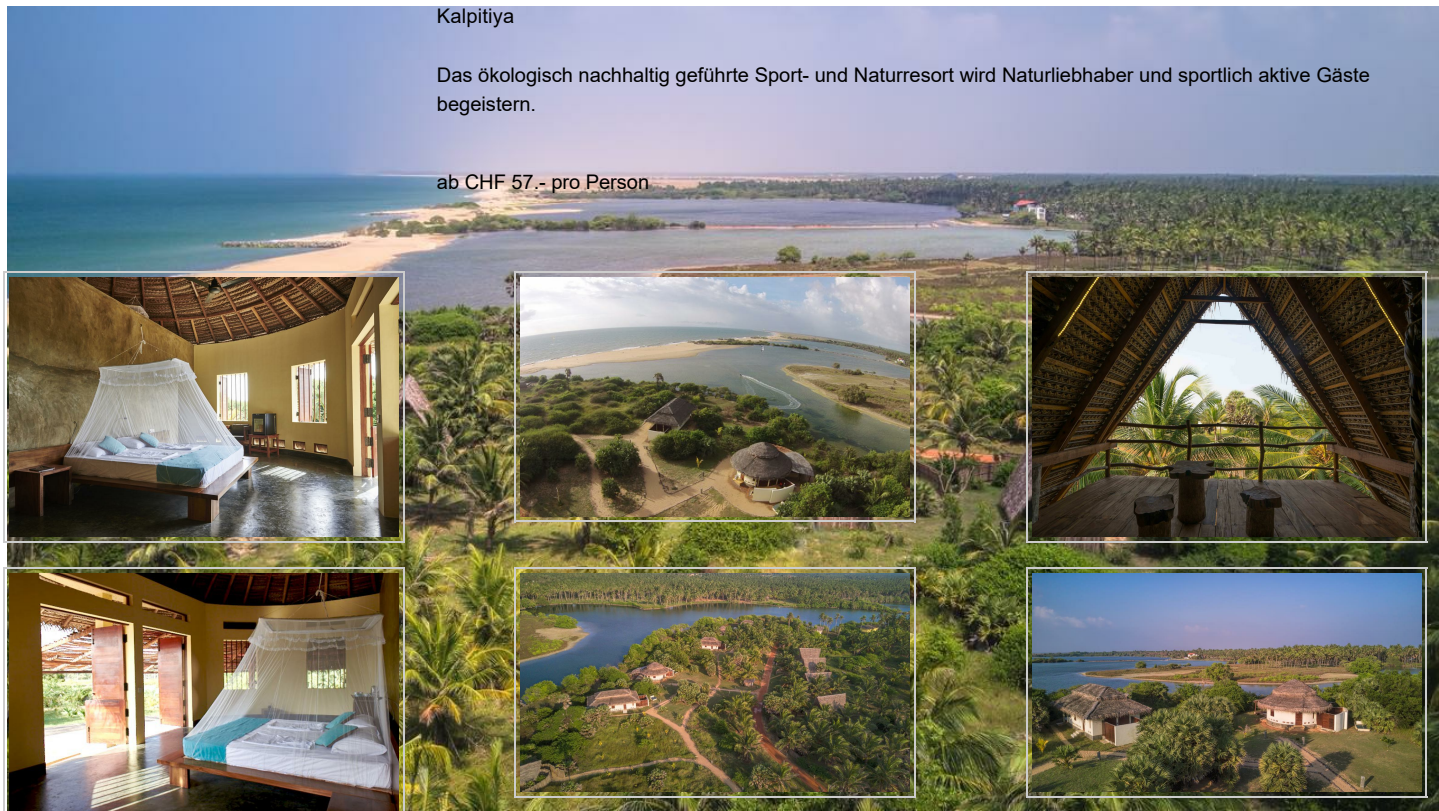 Kalpitiya
Das ökologisch nachhaltig geführte Sport- und Naturresort wird Naturliebhaber und sportlich aktive Gäste
begeistern.
ab CHF 57.- pro Person